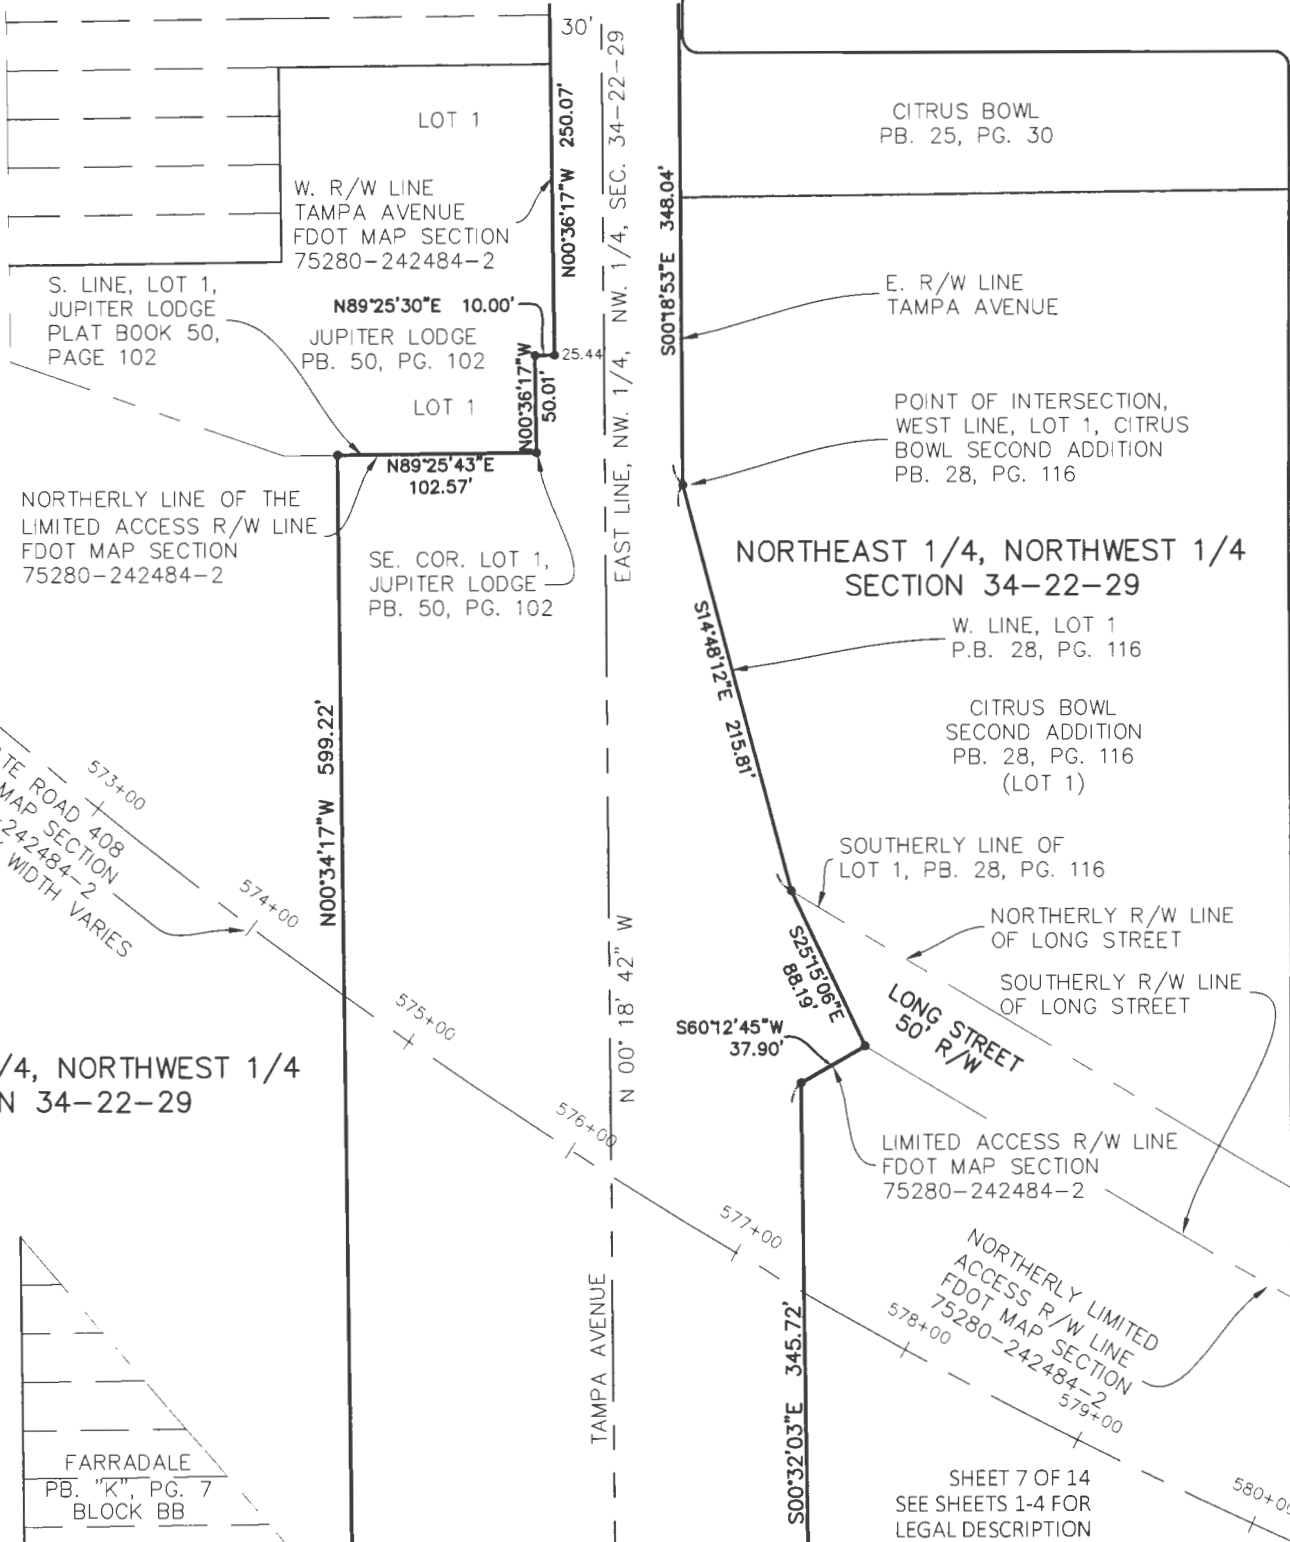 30'
LOT 1
N00°36'17"W 250.07'
EAST LINE, NW. 1/4, NW. 1/4, SEC. 34-22-29
CITRUS BOWL
PB. 25, PG. 30
W. R/W LINE
TAMPA AVENUE
FDOT MAP SECTION
75280-242484-2
S00°18'53"E 348.04'
S. LINE, LOT 1,
JUPITER LODGE
PLAT BOOK 50,
PAGE 102
N89°25'30"E 10.00'
JUPITER LODGE
PB. 50, PG. 102
LOT 1
25.44
N00°36'17"W
50.01'
E. R/W LINE
TAMPA AVENUE
POINT OF INTERSECTION,
WEST LINE, LOT 1, CITRUS
BOWL SECOND ADDITION
PB. 28, PG. 116
N89°25'43"E
102.57'
NORTHERLY LINE OF THE
LIMITED ACCESS R/W LINE
FDOT MAP SECTION
75280-242484-2
SE. COR. LOT 1,
JUPITER LODGE
PB. 50, PG. 102
NORTHEAST 1/4, NORTHWEST 1/4
SECTION 34-22-29
S14°48'12"E 215.81'
W. LINE, LOT 1
P.B. 28, PG. 116
CITRUS BOWL
SECOND ADDITION
PB. 28, PG. 116
(LOT 1)
N00°34'17"W 599.22'
573+00
ATE ROAD 408
MAP SECTION
-242484-2
WIDTH VARIES
574+00
SOUTHERLY LINE OF
LOT 1, PB. 28, PG. 116
NORTHERLY R/W LINE
OF LONG STREET
SOUTHERLY R/W LINE
OF LONG STREET
S25°15'06"E
88.19'
LONG STREET
50' R/W
N 00° 18' 42" W
575+00
S60°12'45"W
37.90'
/4, NORTHWEST 1/4
N 34-22-29
576+00
LIMITED ACCESS R/W LINE
FDOT MAP SECTION
75280-242484-2
577+00
NORTHERLY LIMITED
ACCESS R/W LINE
FDOT MAP SECTION
75280-242484-2
TAMPA AVENUE
S00°32'03"E 345.72'
578+00
579+00
580+00
FARRADALE
PB. "K", PG. 7
BLOCK BB
SHEET 7 OF 14
SEE SHEETS 1-4 FOR
LEGAL DESCRIPTION